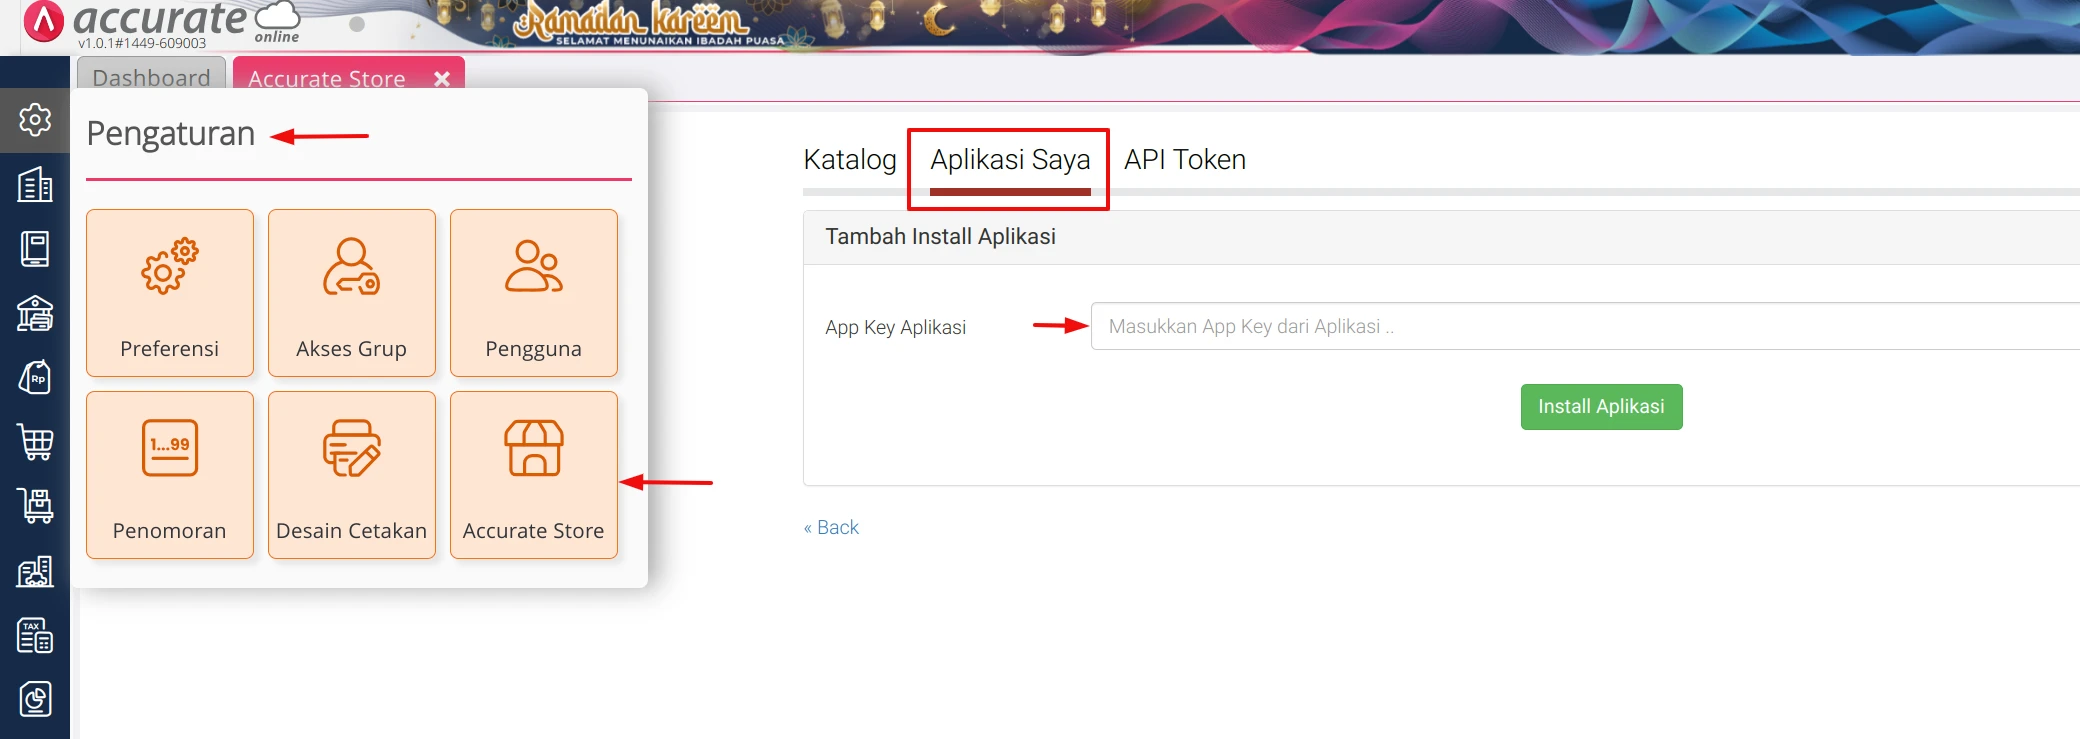 accurate
online
v1.0.1#1449-609003
Ramadan kareem
SELAMAT MENUNAIKAN IBADAH PUASA
Dashboard
Accurate Store
Pengaturan
Preferensi
Akses Grup
Pengguna
1...99
Penomoran
Desain Cetakan
Accurate Store
Rp
TAX
Katalog
Aplikasi Saya
API Token
Tambah Install Aplikasi
App Key Aplikasi
Masukkan App Key dari Aplikasi ..
Install Aplikasi
« Back